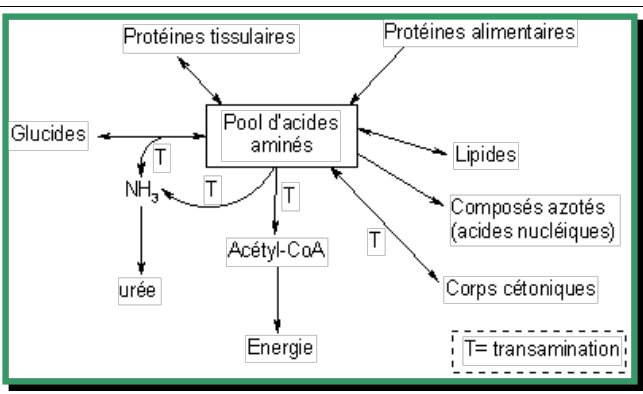 Protéines tissulaires
Protéines alimentaires
Glucides
Pool d'acides
aminés
Lipides
T
NH3
T
T
Composés azotés
(acides nucléiques)
T
Acétyl-CoA
urée
Corps cétoniques
Energie
T= transamination